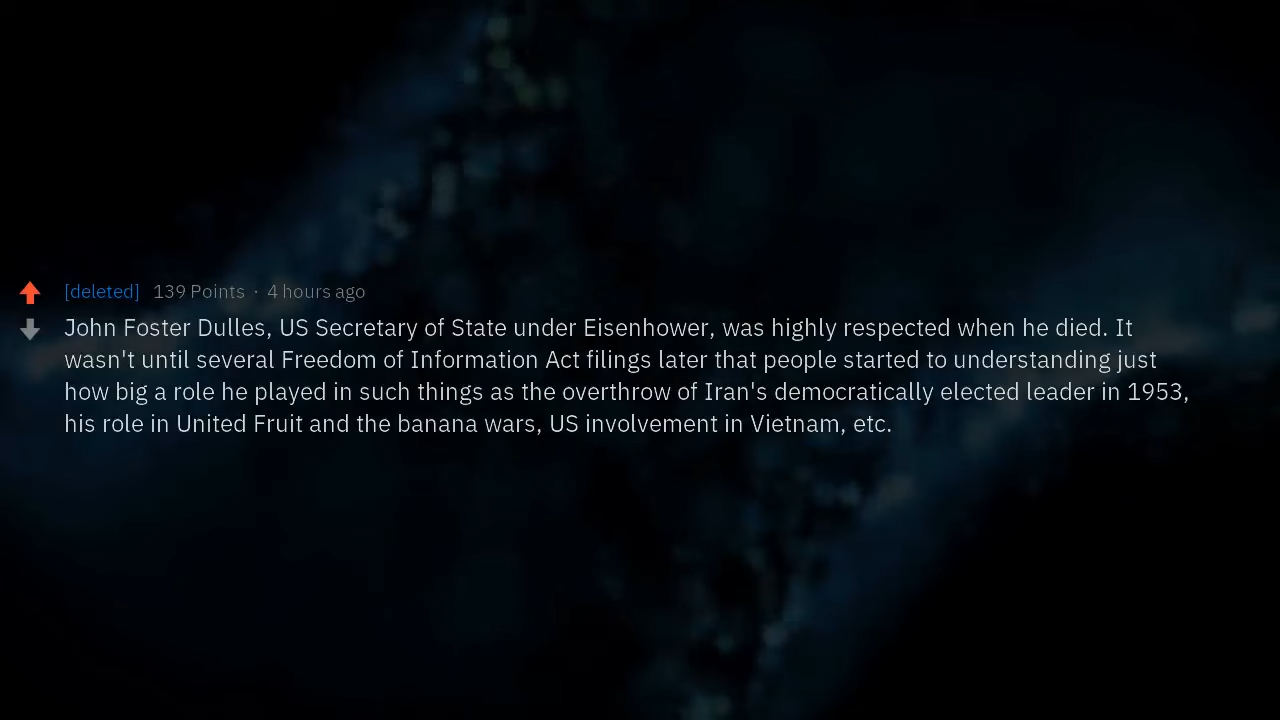 [deleted] 139 Points · 4 hours ago
John Foster Dulles, US Secretary of State under Eisenhower, was highly respected when he died. It
wasn't until several Freedom of Information Act filings later that people started to understanding just
how big a role he played in such things as the overthrow of Iran's democratically elected leader in 1953,
his role in United Fruit and the banana wars, US involvement in Vietnam, etc.